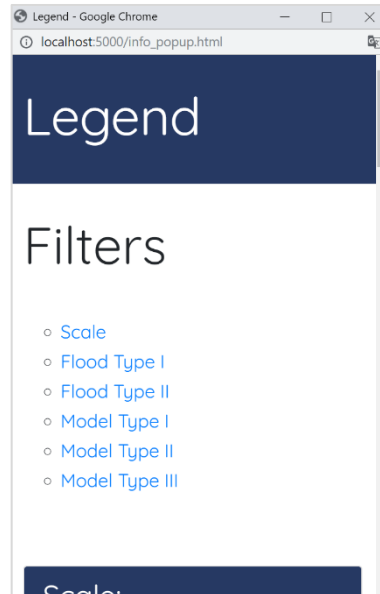 Legend - Google Chrome
localhost:5000/info_popup.html
Legend
Filters
Scale
Flood Type I
Flood Type II
Model Type I
Model Type II
Model Type III
Scale: